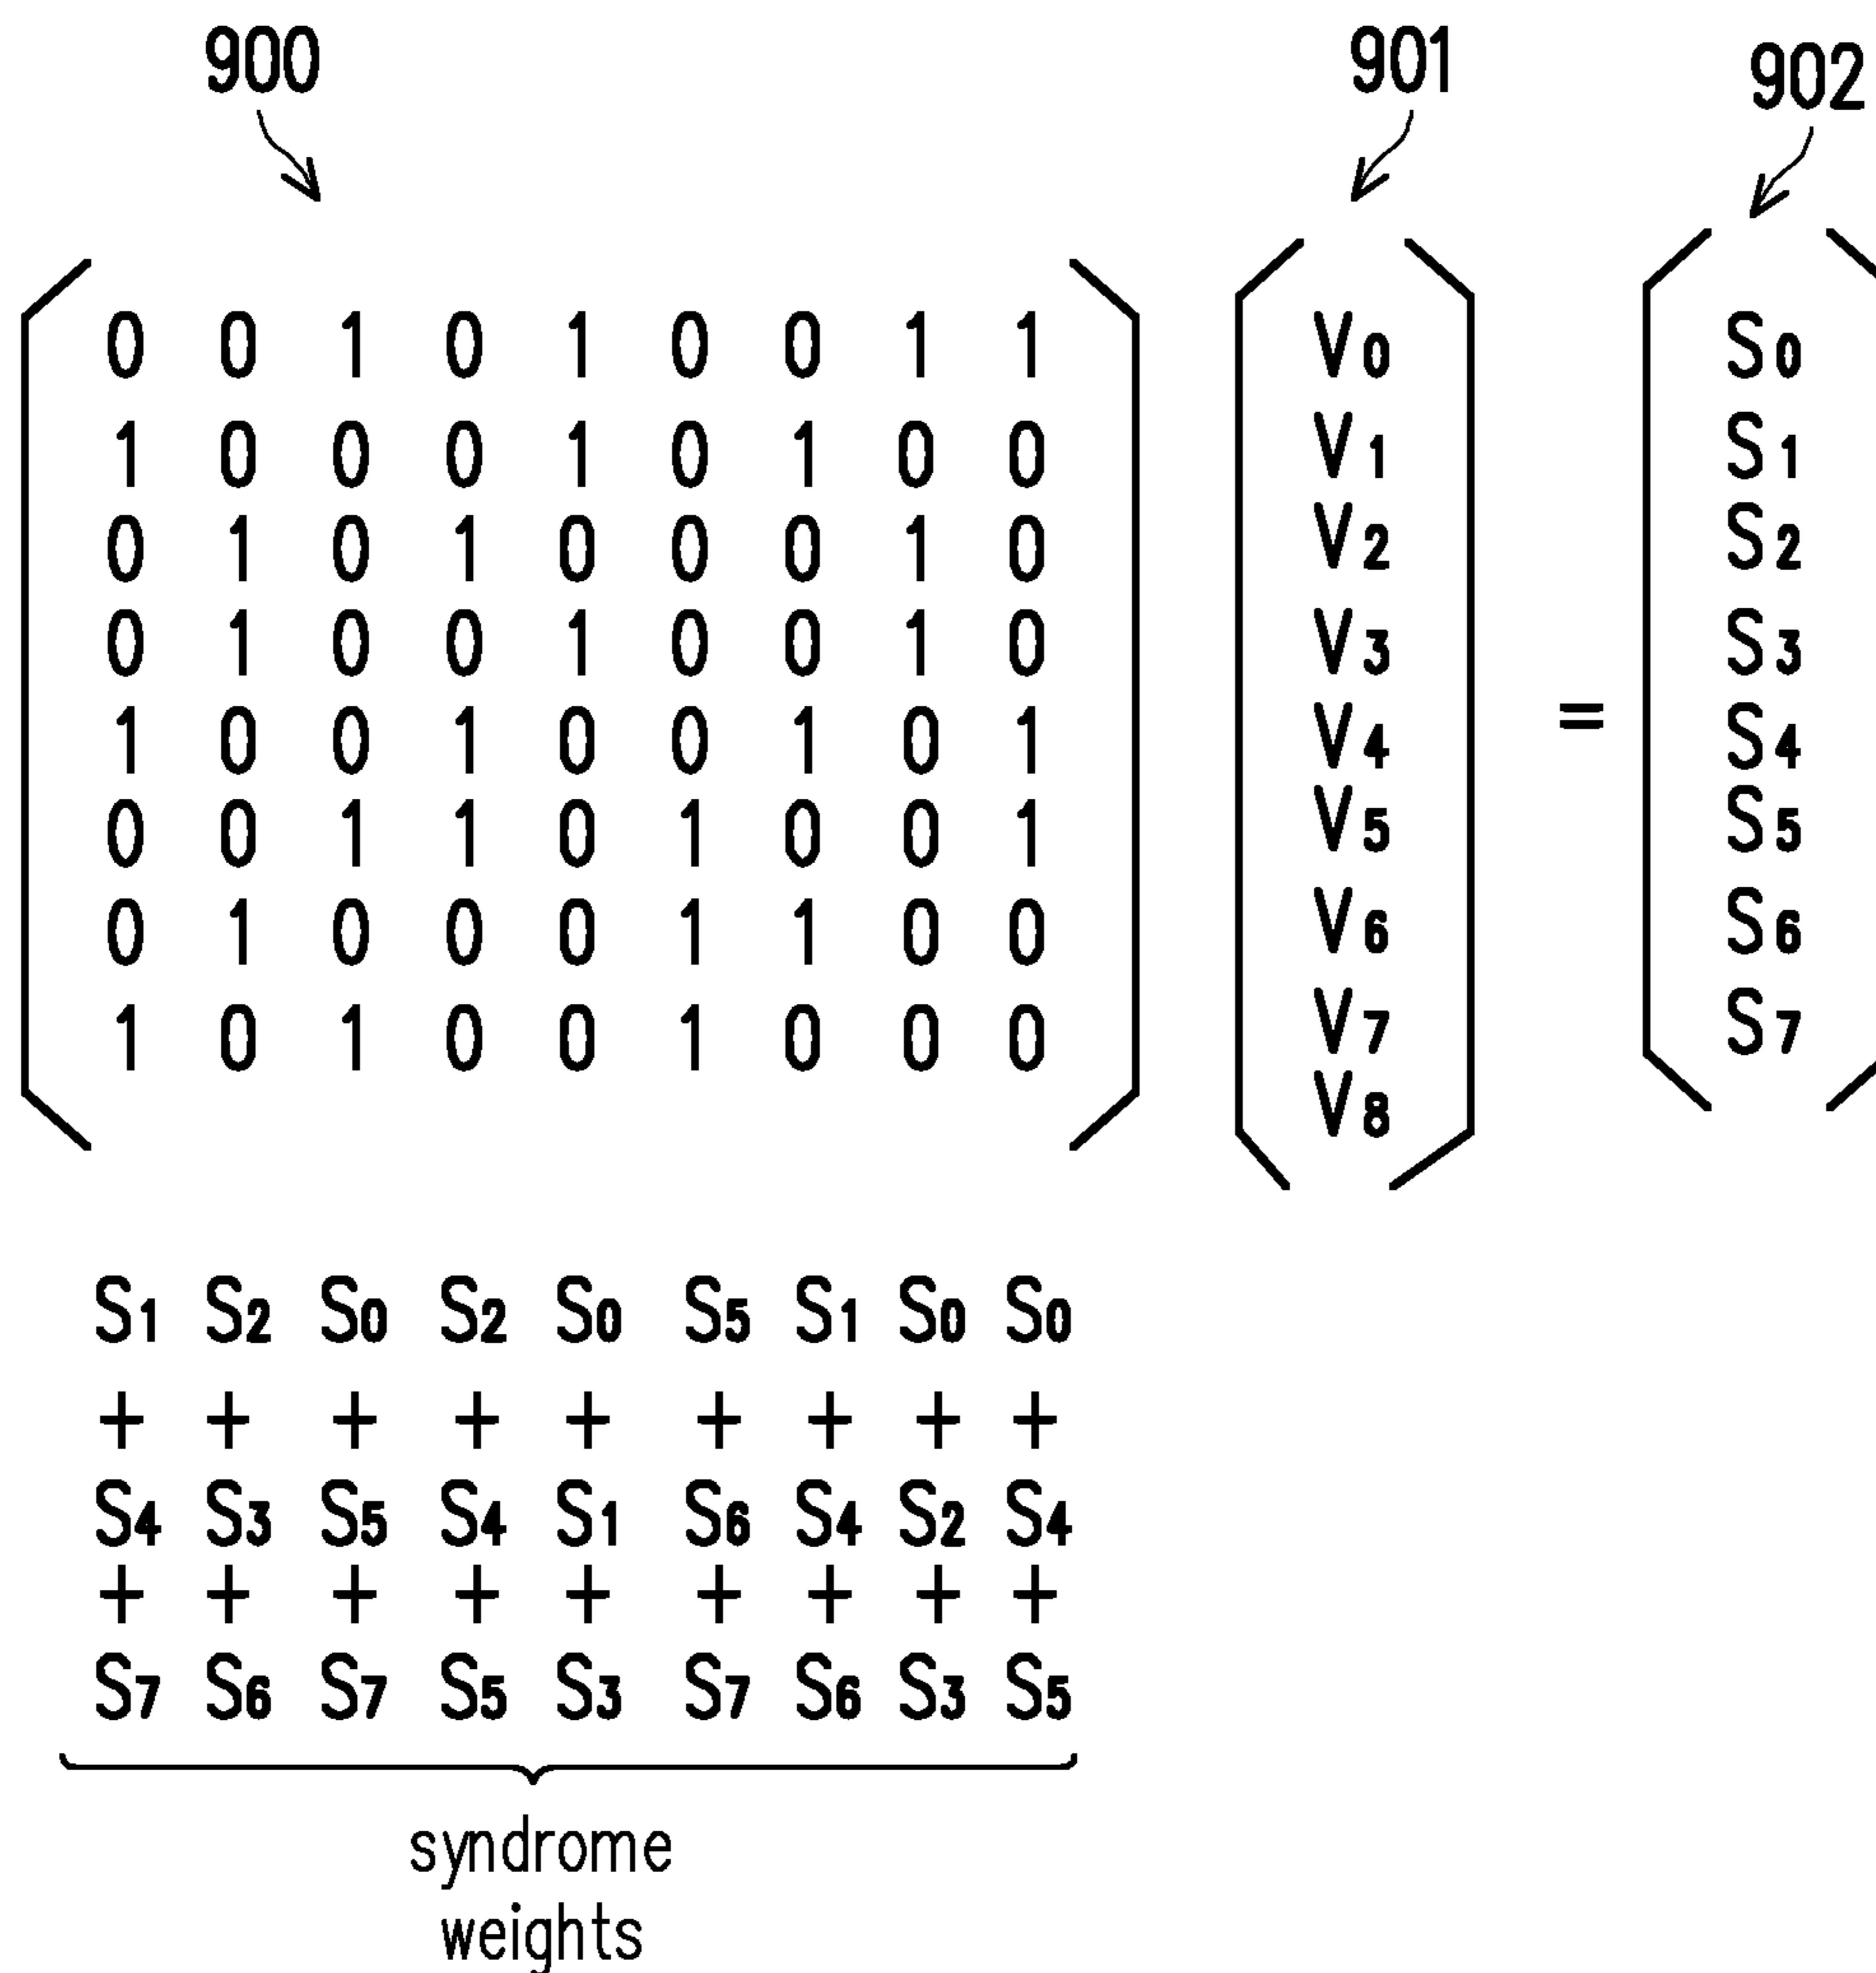 900 901 902
0 0 1 0 1 0 0 1 1 V0 S0
1 0 0 0 1 0 1 0 0 V1 S1
0 1 0 1 0 0 0 1 0 V2 S2
0 1 0 0 1 0 0 1 0 V3 S3
1 0 0 1 0 0 1 0 1 V4 = S4
0 0 1 1 0 1 0 0 1 V5 S5
0 1 0 0 0 1 1 0 0 V6 S6
1 0 1 0 0 1 0 0 0 V7 S7
V8
S1 S2 S0 S2 S0 S5 S1 S0 S0
+ + + + + + + + +
S4 S3 S5 S4 S1 S6 S4 S2 S4
+ + + + + + + + +
S7 S6 S7 S5 S3 S7 S6 S3 S5
syndrome
weights